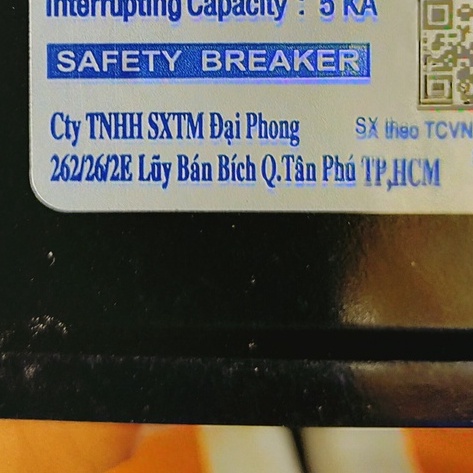 Interrupting Capacity : 5 KA
SAFETY BREAKER
Cty TNHH SXTM Đại Phong SX theo TCVN
262/26/2E Lũy Bán Bích Q.Tân Phú TP,HCM